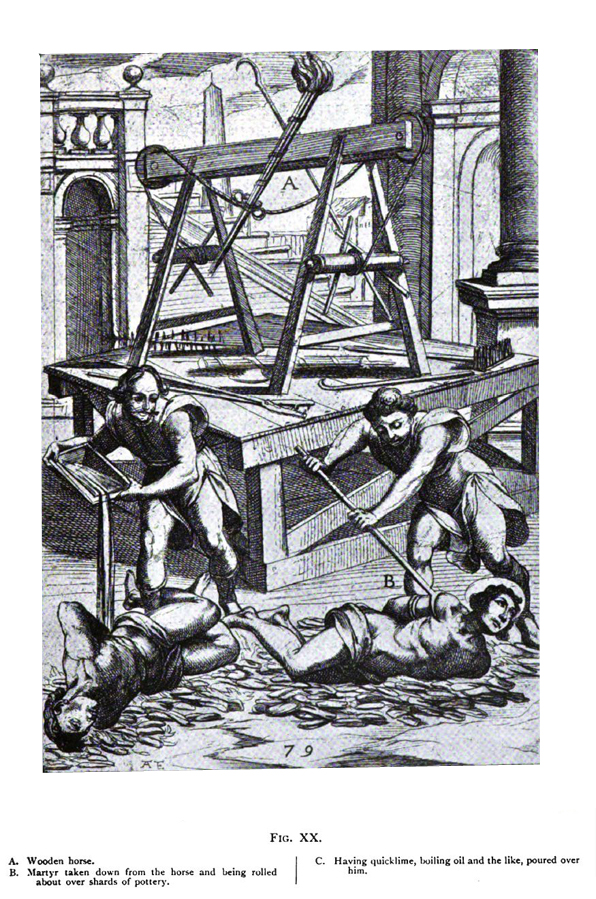 A
B
79
AF
FIG. XX.
A. Wooden horse.
B. Martyr taken down from the horse and being rolled
about over shards of pottery.
C. Having quicklime, boiling oil and the like, poured over
him.